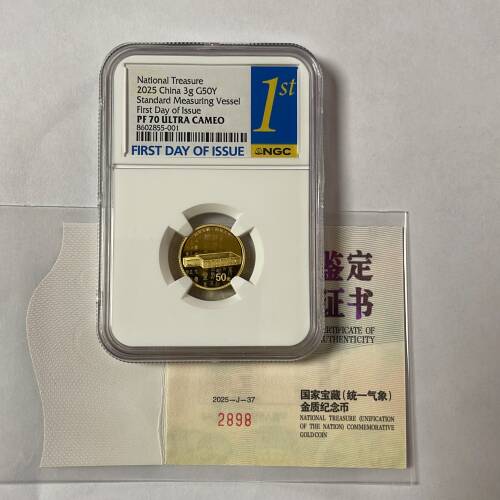 National Treasure
2025 China 3g G50Y
Standard Measuring Vessel
First Day of Issue
PF 70 ULTRA CAMEO
8602855-001
1st
FIRST DAY OF ISSUE
NGC
50
鉴定
证书
CERTIFICATE OF
AUTHENTICITY
2025-J-37
2898
国家宝藏(统一气象)
金质纪念币
NATIONAL TREASURE (UNIFICATION
OF THE NATION) COMMEMORATIVE
GOLD COIN